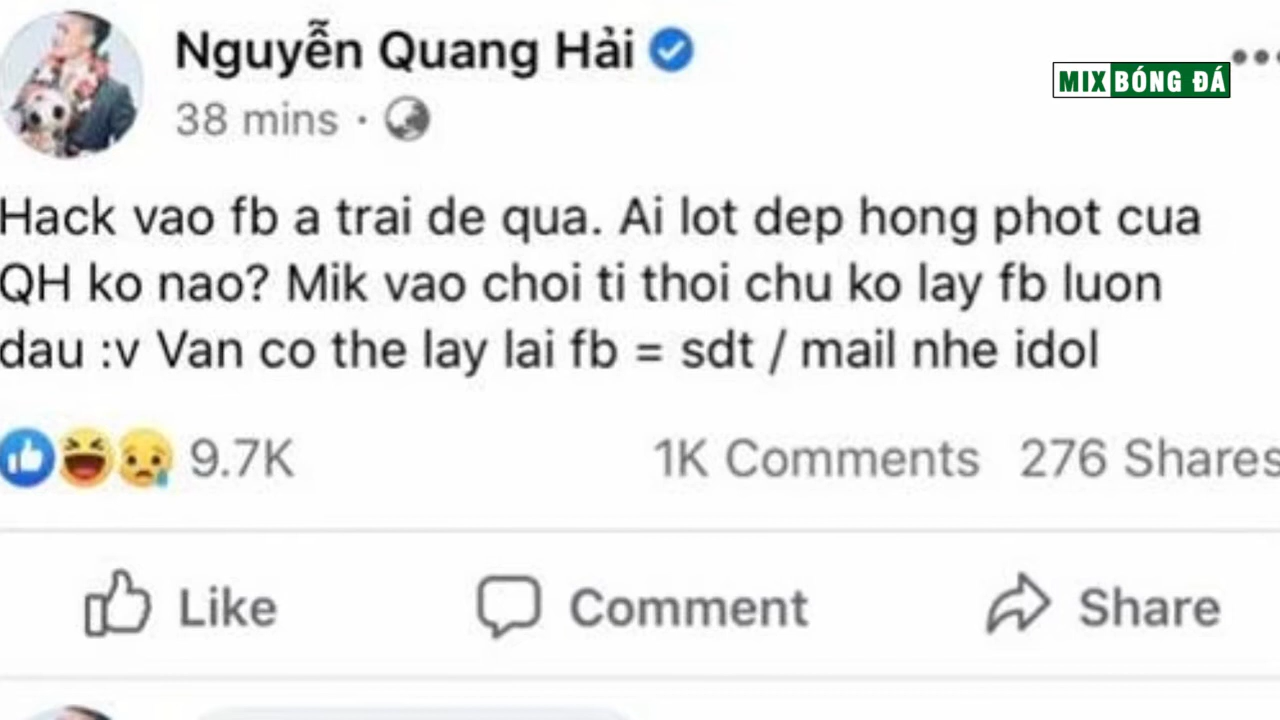 Nguyễn Quang Hải
38 mins ·
MIX BÓNG ĐÁ
Hack vao fb a trai de qua. Ai lot dep hong phot cua
QH ko nao? Mik vao choi ti thoi chu ko lay fb luon
dau :v Van co the lay lai fb = sdt / mail nhe idol
9.7K 1K Comments 276 Shares
Like Comment Share